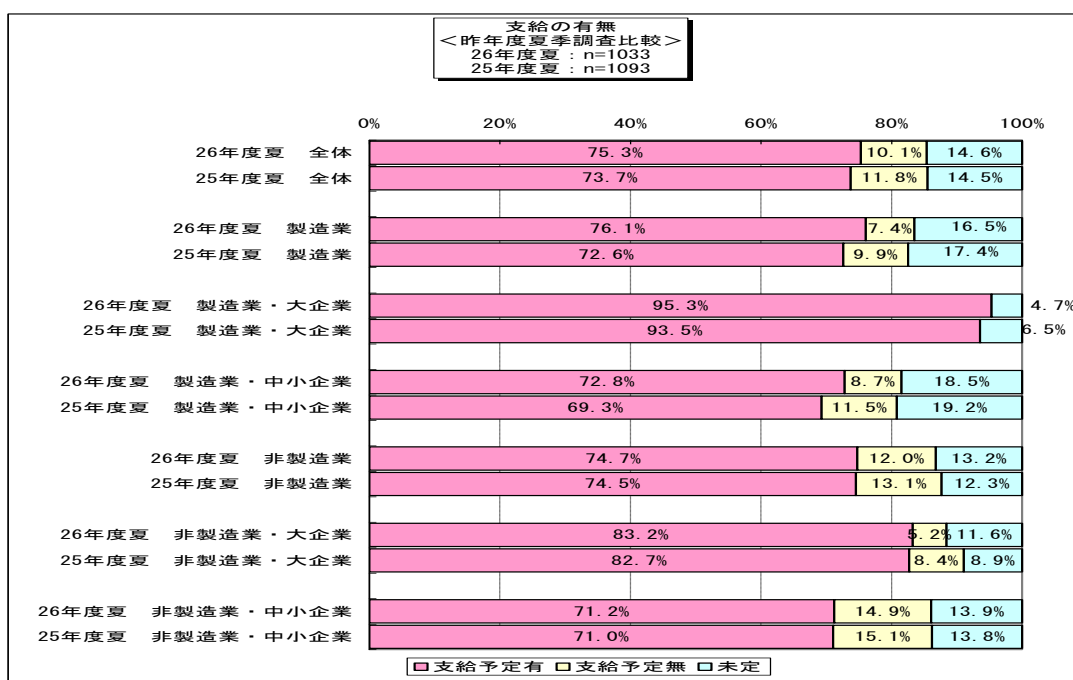 支給の有無
＜昨年度夏季調査比較＞
26年度夏：n=1033
25年度夏：n=1093
0% 20% 40% 60% 80% 100%
26年度夏　全体 75.3% 10.1% 14.6%
25年度夏　全体 73.7% 11.8% 14.5%
26年度夏　製造業 76.1% 7.4% 16.5%
25年度夏　製造業 72.6% 9.9% 17.4%
26年度夏　製造業・大企業 95.3% 4.7%
25年度夏　製造業・大企業 93.5% 6.5%
26年度夏　製造業・中小企業 72.8% 8.7% 18.5%
25年度夏　製造業・中小企業 69.3% 11.5% 19.2%
26年度夏　非製造業 74.7% 12.0% 13.2%
25年度夏　非製造業 74.5% 13.1% 12.3%
26年度夏　非製造業・大企業 83.2% 5.2% 11.6%
25年度夏　非製造業・大企業 82.7% 8.4% 8.9%
26年度夏　非製造業・中小企業 71.2% 14.9% 13.9%
25年度夏　非製造業・中小企業 71.0% 15.1% 13.8%
支給予定有 支給予定無 未定